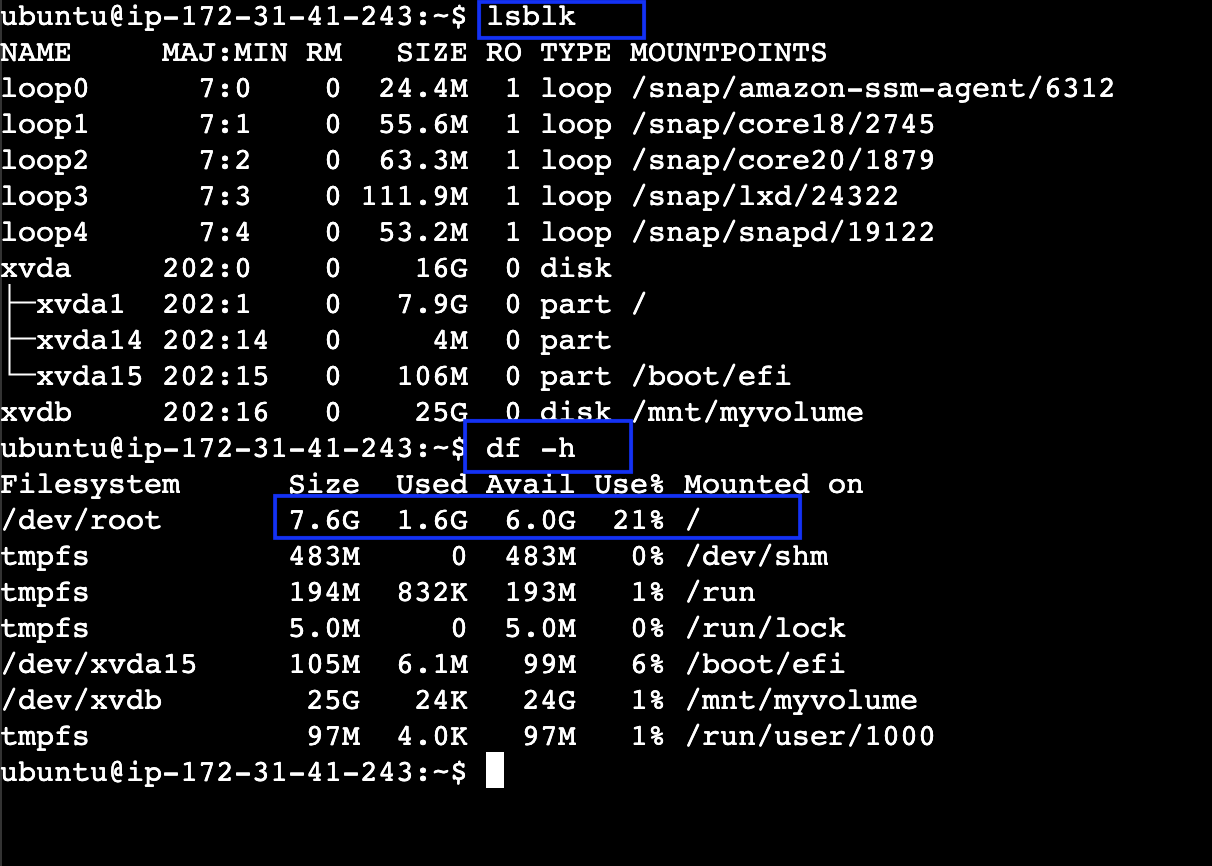 ubuntu@ip-172-31-41-243:~$ lsblk
NAME     MAJ:MIN RM   SIZE RO TYPE MOUNTPOINTS
loop0      7:0    0  24.4M  1 loop /snap/amazon-ssm-agent/6312
loop1      7:1    0  55.6M  1 loop /snap/core18/2745
loop2      7:2    0  63.3M  1 loop /snap/core20/1879
loop3      7:3    0 111.9M  1 loop /snap/lxd/24322
loop4      7:4    0  53.2M  1 loop /snap/snapd/19122
xvda     202:0    0    16G  0 disk
├─xvda1  202:1    0   7.9G  0 part /
├─xvda14 202:14   0     4M  0 part
└─xvda15 202:15   0   106M  0 part /boot/efi
xvdb     202:16   0    25G  0 disk /mnt/myvolume
ubuntu@ip-172-31-41-243:~$ df -h
Filesystem      Size  Used Avail Use% Mounted on
/dev/root       7.6G  1.6G  6.0G  21% /
tmpfs           483M     0  483M   0% /dev/shm
tmpfs           194M  832K  193M   1% /run
tmpfs           5.0M     0  5.0M   0% /run/lock
/dev/xvda15     105M  6.1M   99M   6% /boot/efi
/dev/xvdb        25G   24K   24G   1% /mnt/myvolume
tmpfs            97M  4.0K   97M   1% /run/user/1000
ubuntu@ip-172-31-41-243:~$